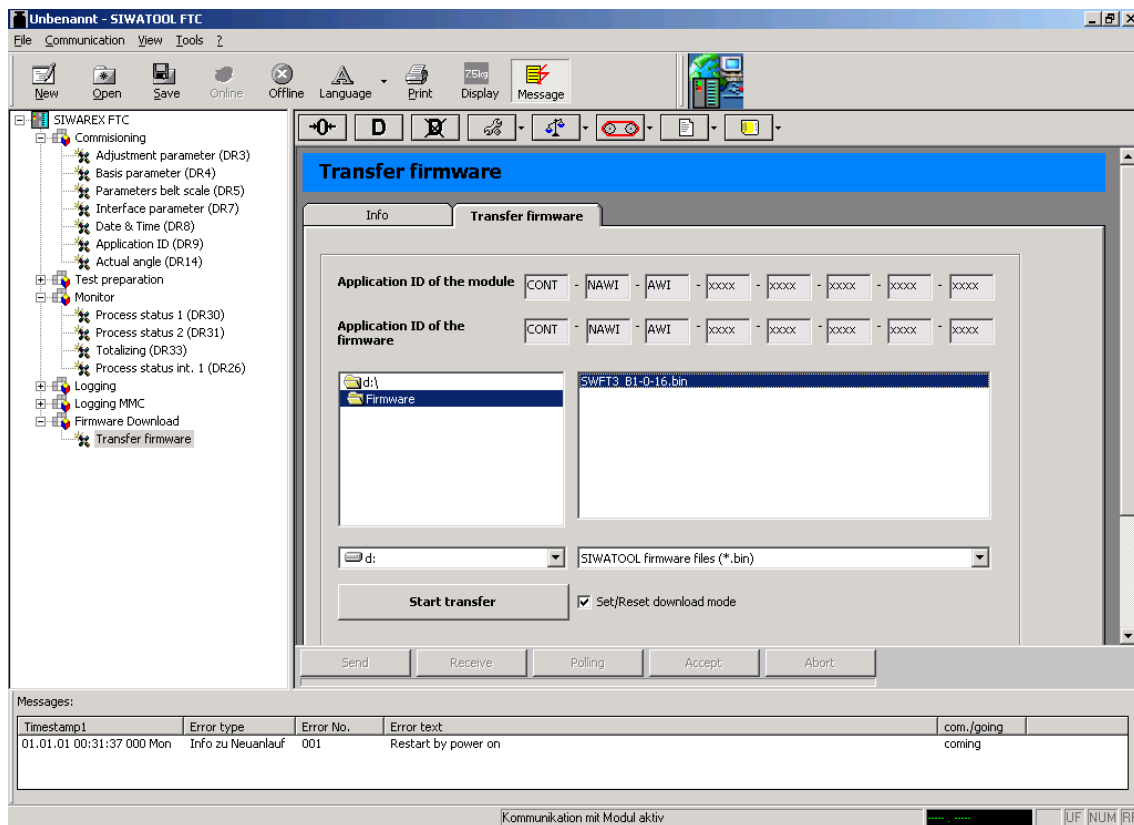 Unbenannt - SIWATOOL FTC
File Communication View Tools ?
New Open Save Online Offline Language Print 7.5kg Display Message
SIWAREX FTC
Commisioning
Adjustment parameter (DR3)
Basis parameter (DR4)
Parameters belt scale (DR5)
Interface parameter (DR7)
Date & Time (DR8)
Application ID (DR9)
Actual angle (DR14)
Test preparation
Monitor
Process status 1 (DR30)
Process status 2 (DR31)
Totalizing (DR33)
Process status int. 1 (DR26)
Logging
Logging MMC
Firmware Download
Transfer firmware
→0← D D
Transfer firmware
Info Transfer firmware
Application ID of the module CONT - NAWI - AWI - xxxx - xxxx - xxxx - xxxx - xxxx
Application ID of the
firmware CONT - NAWI - AWI - xxxx - xxxx - xxxx - xxxx - xxxx
d:\
Firmware
SWFT3_B1-0-16.bin
d: SIWATOOL firmware files (*.bin)
Start transfer Set/Reset download mode
Send Receive Polling Accept Abort
Messages:
Timestamp1 Error type Error No. Error text com./going
01.01.01 00:31:37 000 Mon Info zu Neuanlauf 001 Restart by power on coming
Kommunikation mit Modul aktiv ----- . ----- UF NUM